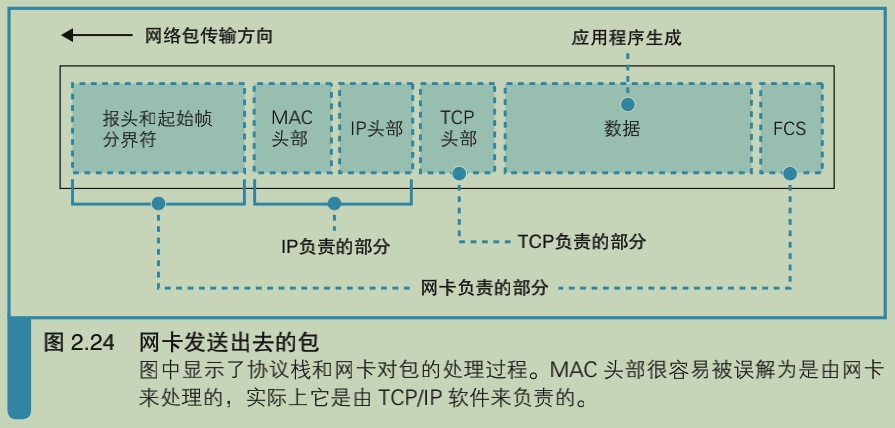 网络包传输方向
应用程序生成
报头和起始帧
分界符
MAC
头部
IP头部
TCP
头部
数据
FCS
IP负责的部分
TCP负责的部分
网卡负责的部分
图 2.24 网卡发送出去的包
图中显示了协议栈和网卡对包的处理过程。MAC 头部很容易被误解为是由网卡
来处理的，实际上它是由 TCP/IP 软件来负责的。